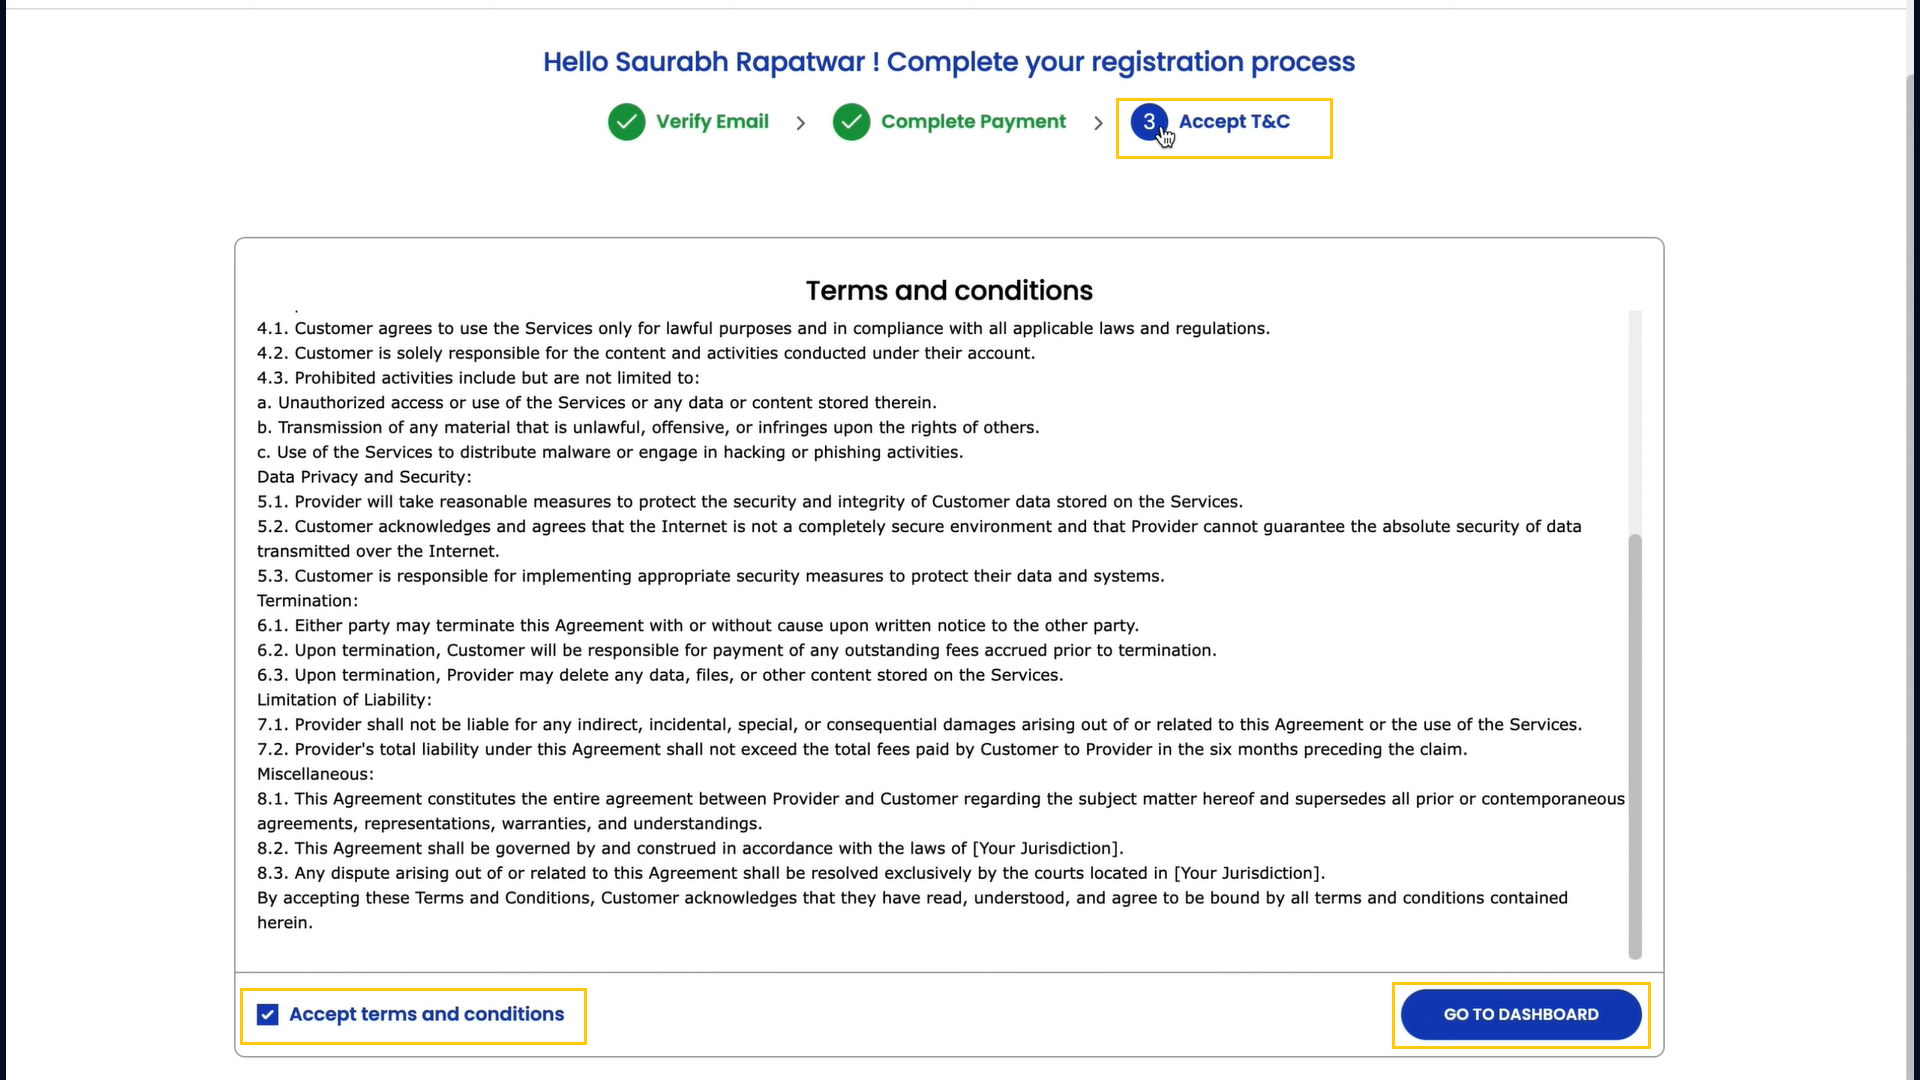 Hello Saurabh Rapatwar ! Complete your registration process
Verify Email > Complete Payment > 3 Accept T&C
Terms and conditions
4.1. Customer agrees to use the Services only for lawful purposes and in compliance with all applicable laws and regulations.
4.2. Customer is solely responsible for the content and activities conducted under their account.
4.3. Prohibited activities include but are not limited to:
a. Unauthorized access or use of the Services or any data or content stored therein.
b. Transmission of any material that is unlawful, offensive, or infringes upon the rights of others.
c. Use of the Services to distribute malware or engage in hacking or phishing activities.
Data Privacy and Security:
5.1. Provider will take reasonable measures to protect the security and integrity of Customer data stored on the Services.
5.2. Customer acknowledges and agrees that the Internet is not a completely secure environment and that Provider cannot guarantee the absolute security of data
transmitted over the Internet.
5.3. Customer is responsible for implementing appropriate security measures to protect their data and systems.
Termination:
6.1. Either party may terminate this Agreement with or without cause upon written notice to the other party.
6.2. Upon termination, Customer will be responsible for payment of any outstanding fees accrued prior to termination.
6.3. Upon termination, Provider may delete any data, files, or other content stored on the Services.
Limitation of Liability:
7.1. Provider shall not be liable for any indirect, incidental, special, or consequential damages arising out of or related to this Agreement or the use of the Services.
7.2. Provider's total liability under this Agreement shall not exceed the total fees paid by Customer to Provider in the six months preceding the claim.
Miscellaneous:
8.1. This Agreement constitutes the entire agreement between Provider and Customer regarding the subject matter hereof and supersedes all prior or contemporaneous
agreements, representations, warranties, and understandings.
8.2. This Agreement shall be governed by and construed in accordance with the laws of [Your Jurisdiction].
8.3. Any dispute arising out of or related to this Agreement shall be resolved exclusively by the courts located in [Your Jurisdiction].
By accepting these Terms and Conditions, Customer acknowledges that they have read, understood, and agree to be bound by all terms and conditions contained
herein.
Accept terms and conditions
GO TO DASHBOARD